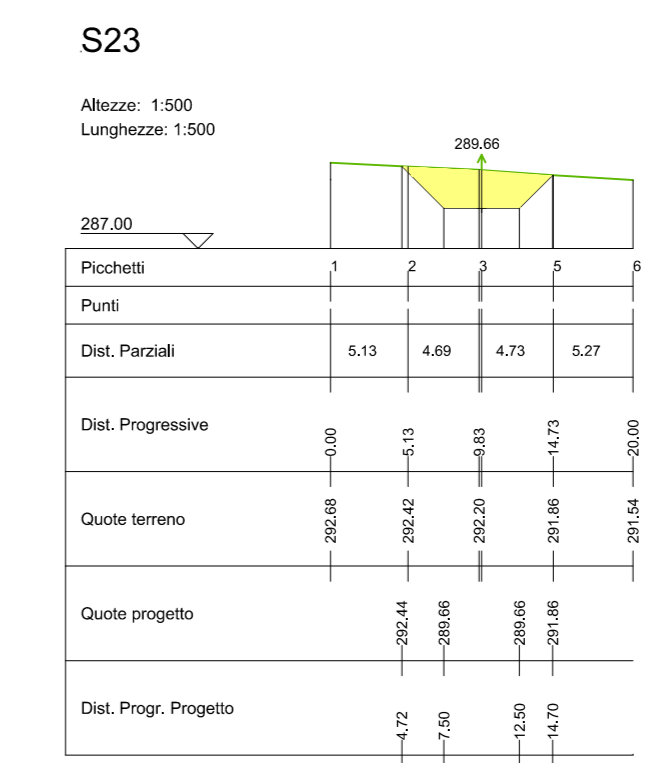 S23
Altezze: 1:500
Lunghezze: 1:500
289.66
287.00
Picchetti 1 2 3 5 6
Punti
Dist. Parziali 5.13 4.69 4.73 5.27
Dist. Progressive 0.00 5.13 9.83 14.73 20.00
Quote terreno 292.68 292.42 292.20 291.86 291.54
Quote progetto 292.44 289.66 289.66 291.86
Dist. Progr. Progetto 4.72 7.50 12.50 14.70